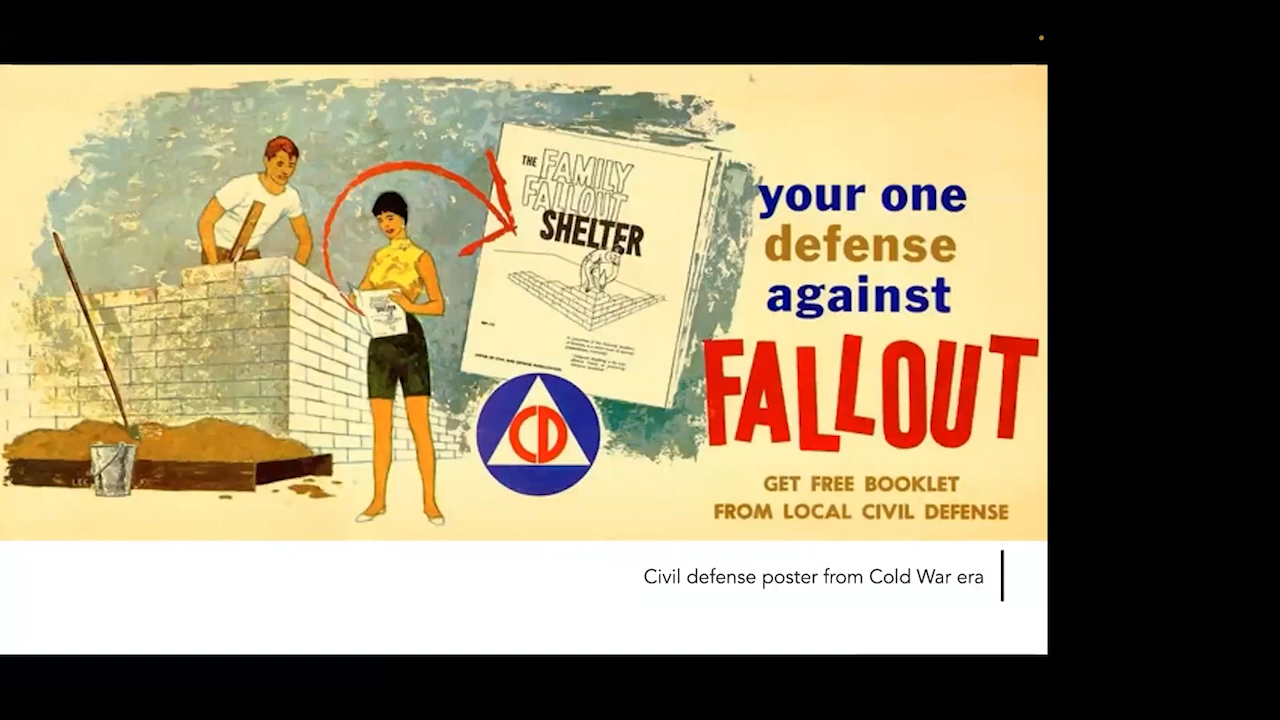 THE FAMILY
FALLOUT
SHELTER
SHELTER
CD
your one
defense
against
FALLOUT
GET FREE BOOKLET
FROM LOCAL CIVIL DEFENSE
Civil defense poster from Cold War era